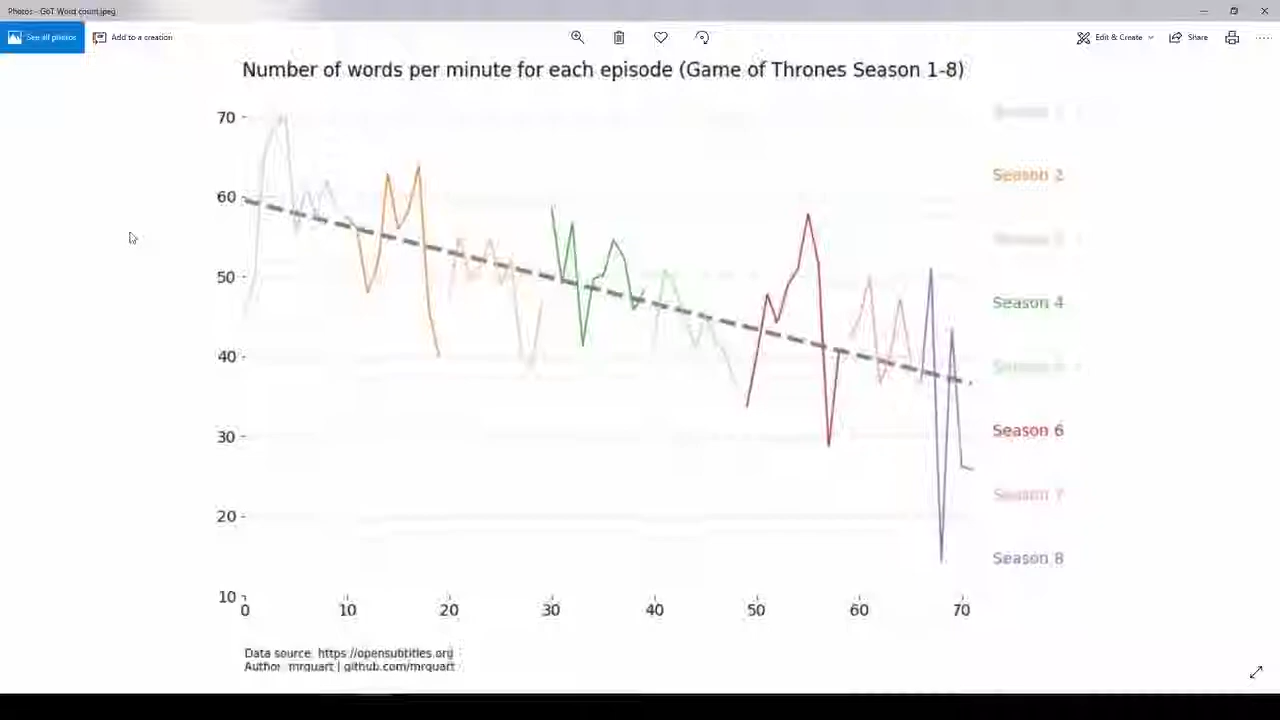 Photos - GoT Word count.jpeg
See all photos
Add to a creation
Edit & Create
Share
Number of words per minute for each episode (Game of Thrones Season 1-8)
70
60
50
40
30
20
10
0
10
20
30
40
50
60
70
Season 2
Season 4
Season 6
Season 7
Season 8
Data source: https://opensubtitles.org
Author: mrquart | github.com/mrquart